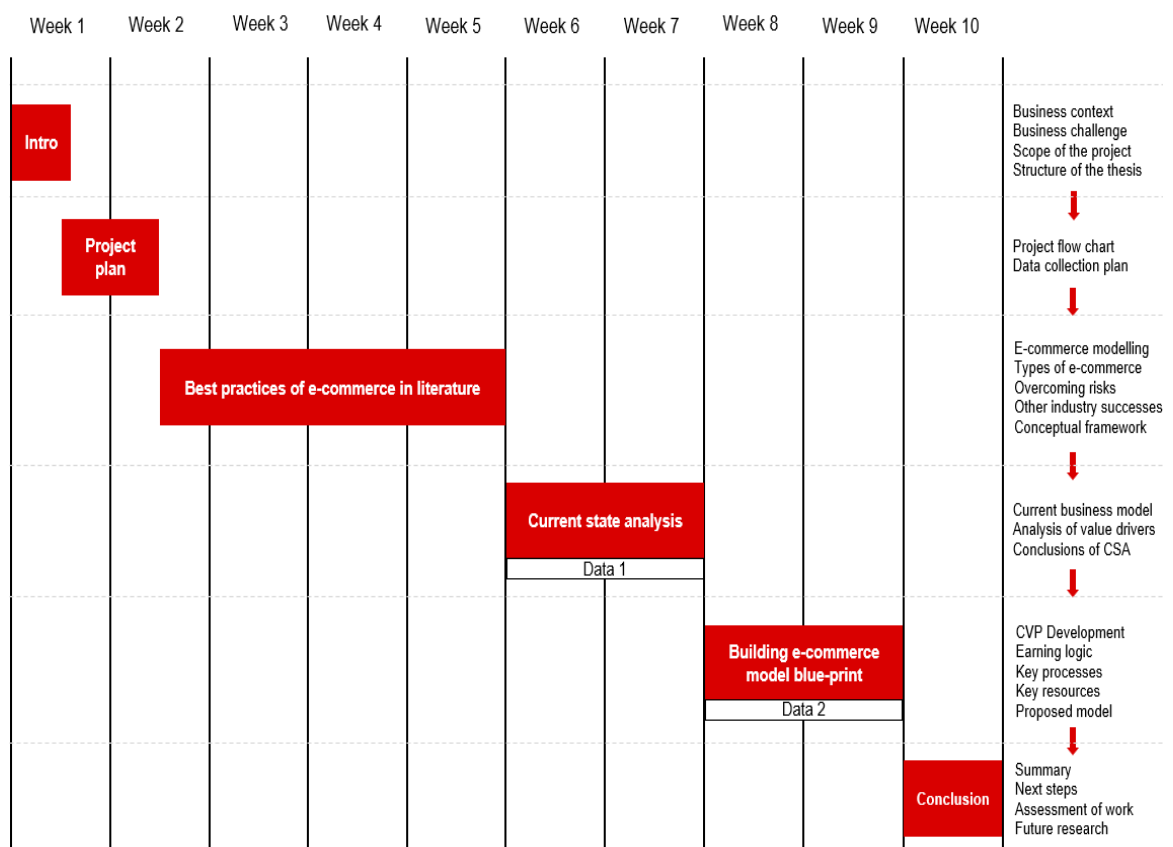 Week 1
Week 2
Week 3
Week 4
Week 5
Week 6
Week 7
Week 8
Week 9
Week 10
Intro
Business context
Business challenge
Scope of the project
Structure of the thesis
Project
plan
Project flow chart
Data collection plan
Best practices of e-commerce in literature
E-commerce modelling
Types of e-commerce
Overcoming risks
Other industry successes
Conceptual framework
Current state analysis
Data 1
Current business model
Analysis of value drivers
Conclusions of CSA
Building e-commerce
model blue-print
Data 2
CVP Development
Earning logic
Key processes
Key resources
Proposed model
Conclusion
Summary
Next steps
Assessment of work
Future research